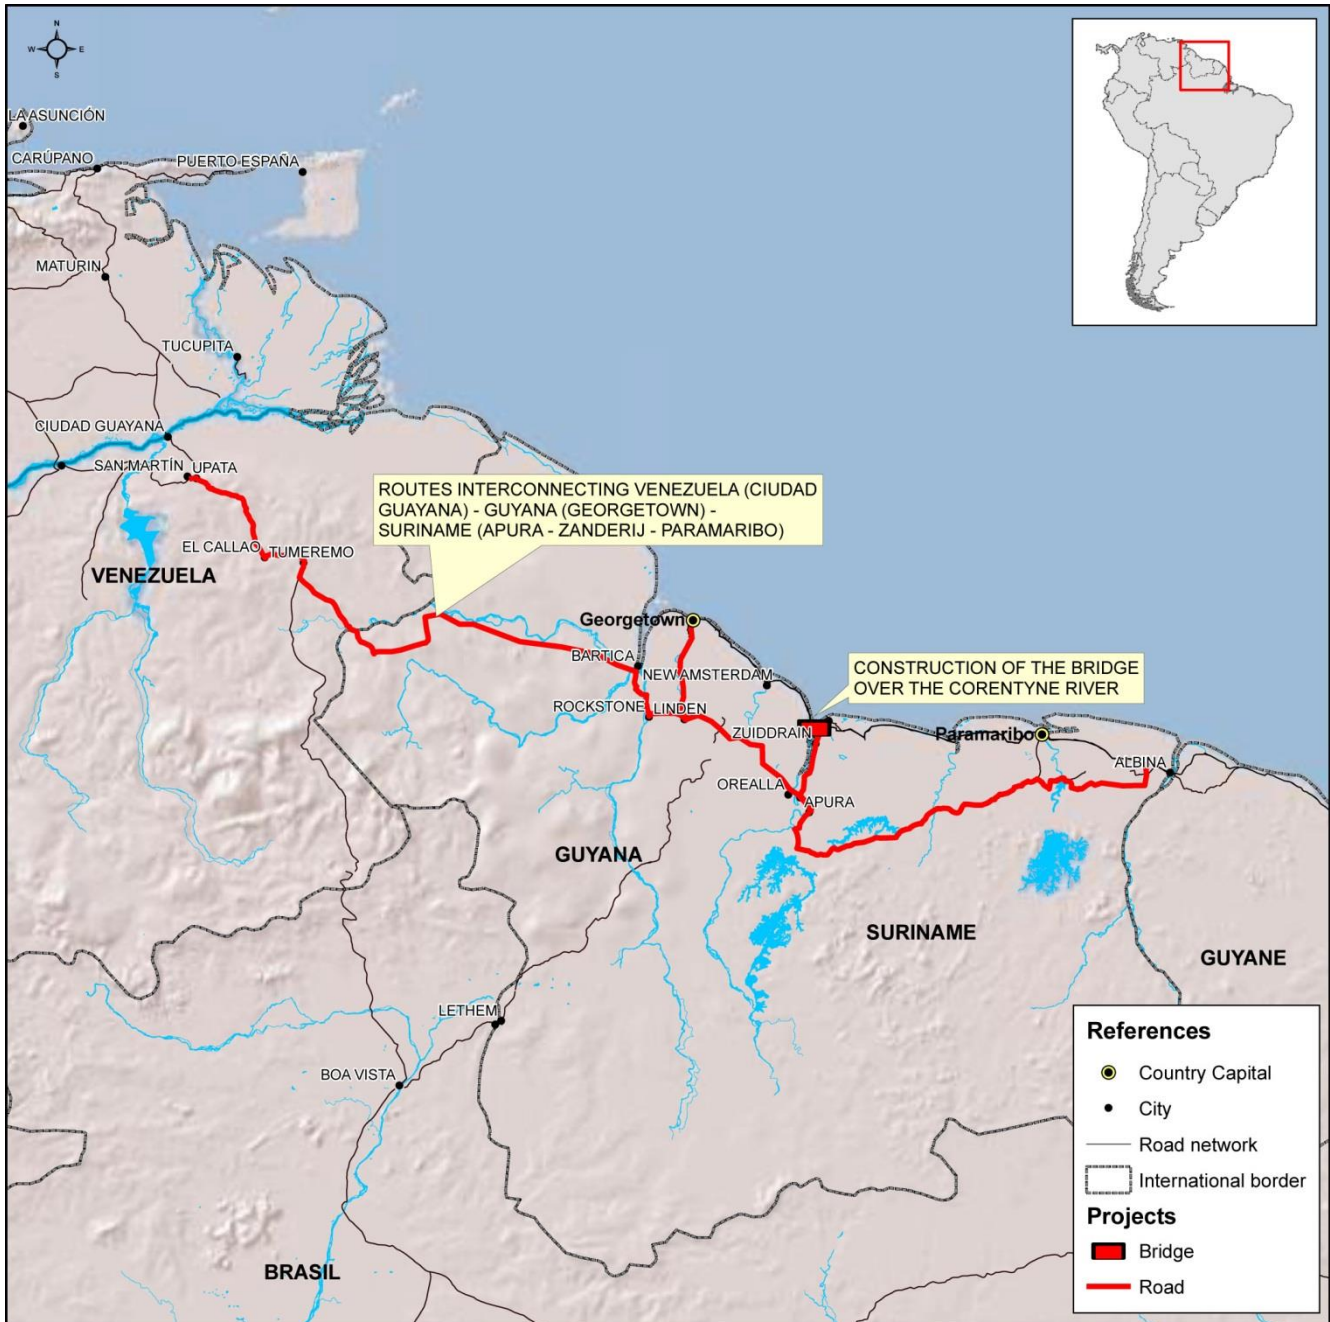 N
W E
S
LA ASUNCIÓN
CARÚPANO
PUERTO ESPAÑA
MATURIN
TUCUPITA
CIUDAD GUAYANA
SAN MARTÍN
UPATA
ROUTES INTERCONNECTING VENEZUELA (CIUDAD
GUAYANA) - GUYANA (GEORGETOWN) -
SURINAME (APURA - ZANDERIJ - PARAMARIBO)
EL CALLAO
TUMEREMO
VENEZUELA
Georgetown
BARTICA
NEW AMSTERDAM
CONSTRUCTION OF THE BRIDGE
OVER THE CORENTYNE RIVER
ROCKSTONE
LINDEN
ZUIDDRAIN
Paramaribo
ALBINA
OREALLA
APURA
GUYANA
SURINAME
GUYANE
LETHEM
BOA VISTA
BRASIL
References
Country Capital
City
Road network
International border
Projects
Bridge
Road